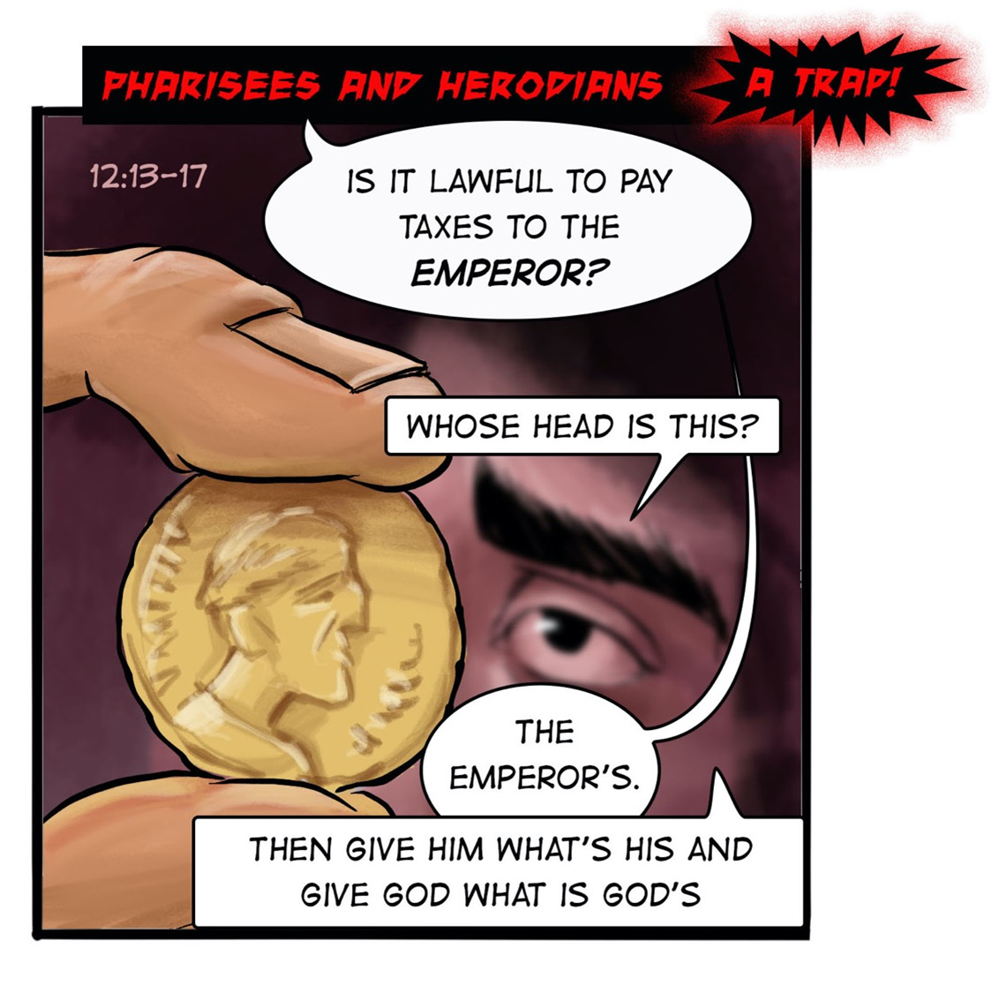 PHARISEES AND HERODIANS
A TRAP!
12:13-17
IS IT LAWFUL TO PAY
TAXES TO THE
EMPEROR?
WHOSE HEAD IS THIS?
THE
EMPEROR'S.
THEN GIVE HIM WHAT'S HIS AND
GIVE GOD WHAT IS GOD'S